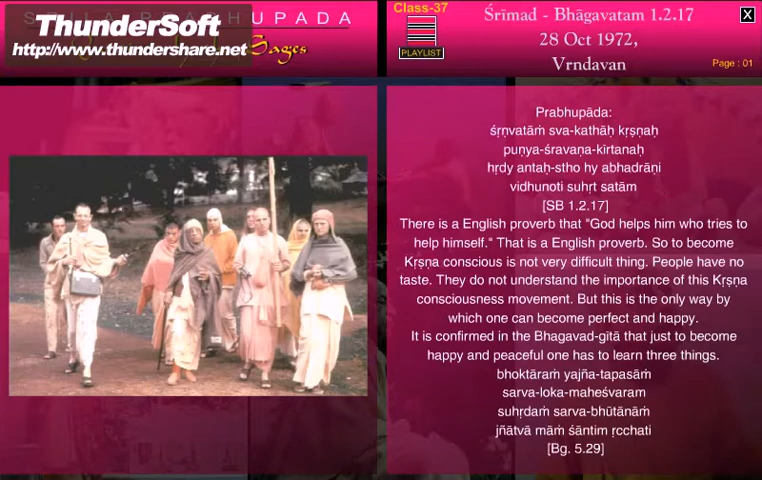 SRILA PRABHUPADA
Sages
ThunderSoft
http://www.thundershare.net
Class-37
PLAYLIST
Śrīmad - Bhāgavatam 1.2.17
28 Oct 1972,
Vrndavan
X
Page : 01
Prabhupāda:
śṛṇvatāṁ sva-kathāḥ kṛṣṇaḥ
puṇya-śravaṇa-kīrtanaḥ
hṛdy antaḥ-stho hy abhadrāṇi
vidhunoti suhṛt satām
[SB 1.2.17]
There is a English proverb that "God helps him who tries to
help himself." That is a English proverb. So to become
Kṛṣṇa conscious is not very difficult thing. People have no
taste. They do not understand the importance of this Kṛṣṇa
consciousness movement. But this is the only way by
which one can become perfect and happy.
It is confirmed in the Bhagavad-gītā that just to become
happy and peaceful one has to learn three things.
bhoktāraṁ yajña-tapasāṁ
sarva-loka-maheśvaram
suhṛdaṁ sarva-bhūtānāṁ
jñātvā māṁ śāntim ṛcchati
[Bg. 5.29]